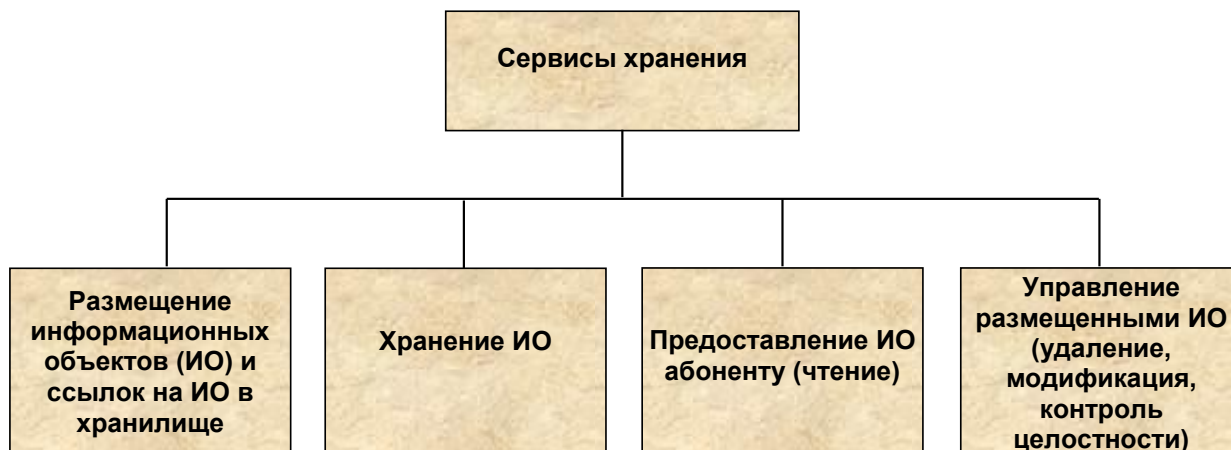 Сервисы хранения
Размещение
информационных
объектов (ИО) и
ссылок на ИО в
хранилище
Хранение ИО
Предоставление ИО
абоненту (чтение)
Управление
размещенными ИО
(удаление,
модификация,
контроль
целостности)